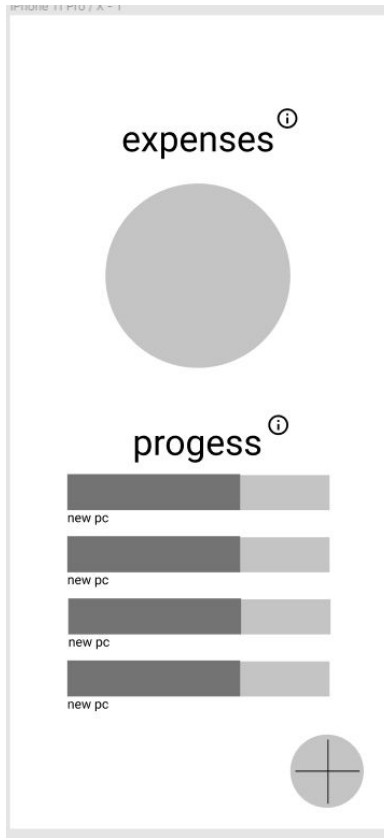 iPhone 11 Pro / X - 1
expenses
progess
new pc
new pc
new pc
new pc